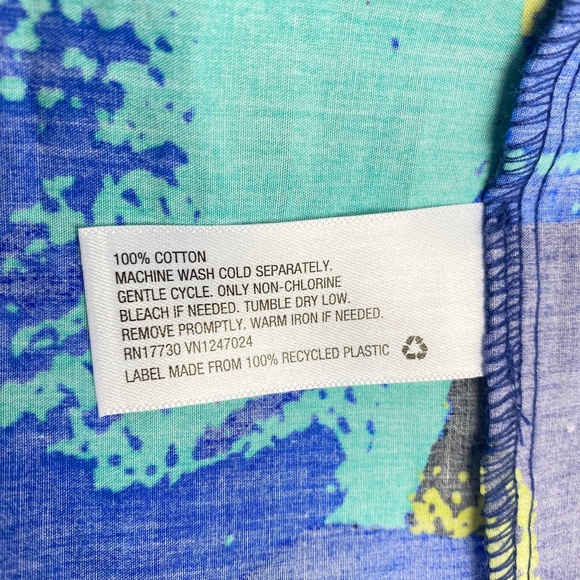 100% COTTON
MACHINE WASH COLD SEPARATELY.
GENTLE CYCLE. ONLY NON-CHLORINE
BLEACH IF NEEDED. TUMBLE DRY LOW.
REMOVE PROMPTLY. WARM IRON IF NEEDED.
RN17730 VN1247024
LABEL MADE FROM 100% RECYCLED PLASTIC